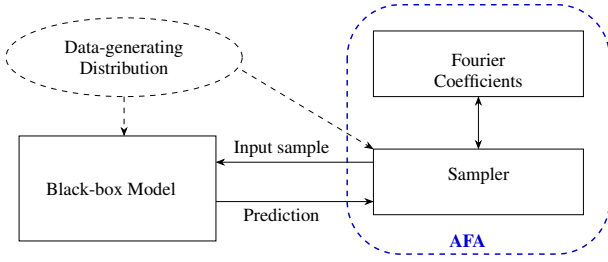 Data-generating
Distribution
Fourier
Coefficients
Input sample
Black-box Model
Sampler
Prediction
AFA